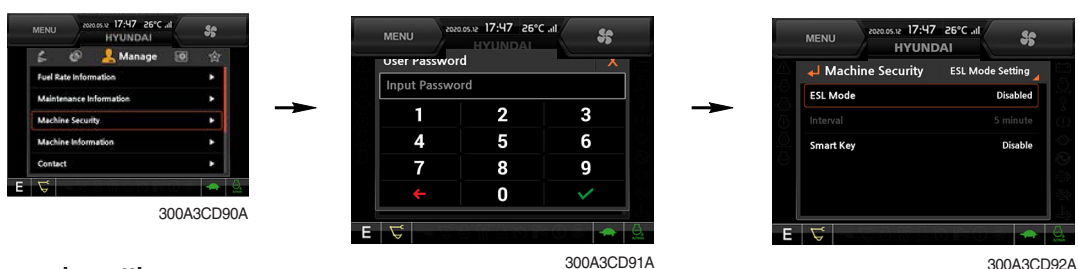 MENU
2020.05.12 17:47 26°C
HYUNDAI
Manage
Fuel Rate Information
Maintenance Information
Machine Security
Machine Information
Contact
E
300A3CD90A
MENU
2020.05.12 17:47 26°C
HYUNDAI
User Password X
Input Password
1 2 3
4 5 6
7 8 9
0
E
300A3CD91A
MENU
2020.05.12 17:47 26°C
HYUNDAI
Machine Security ESL Mode Setting
ESL Mode Disabled
Interval 5 minute
Smart Key Disable
E
300A3CD92A